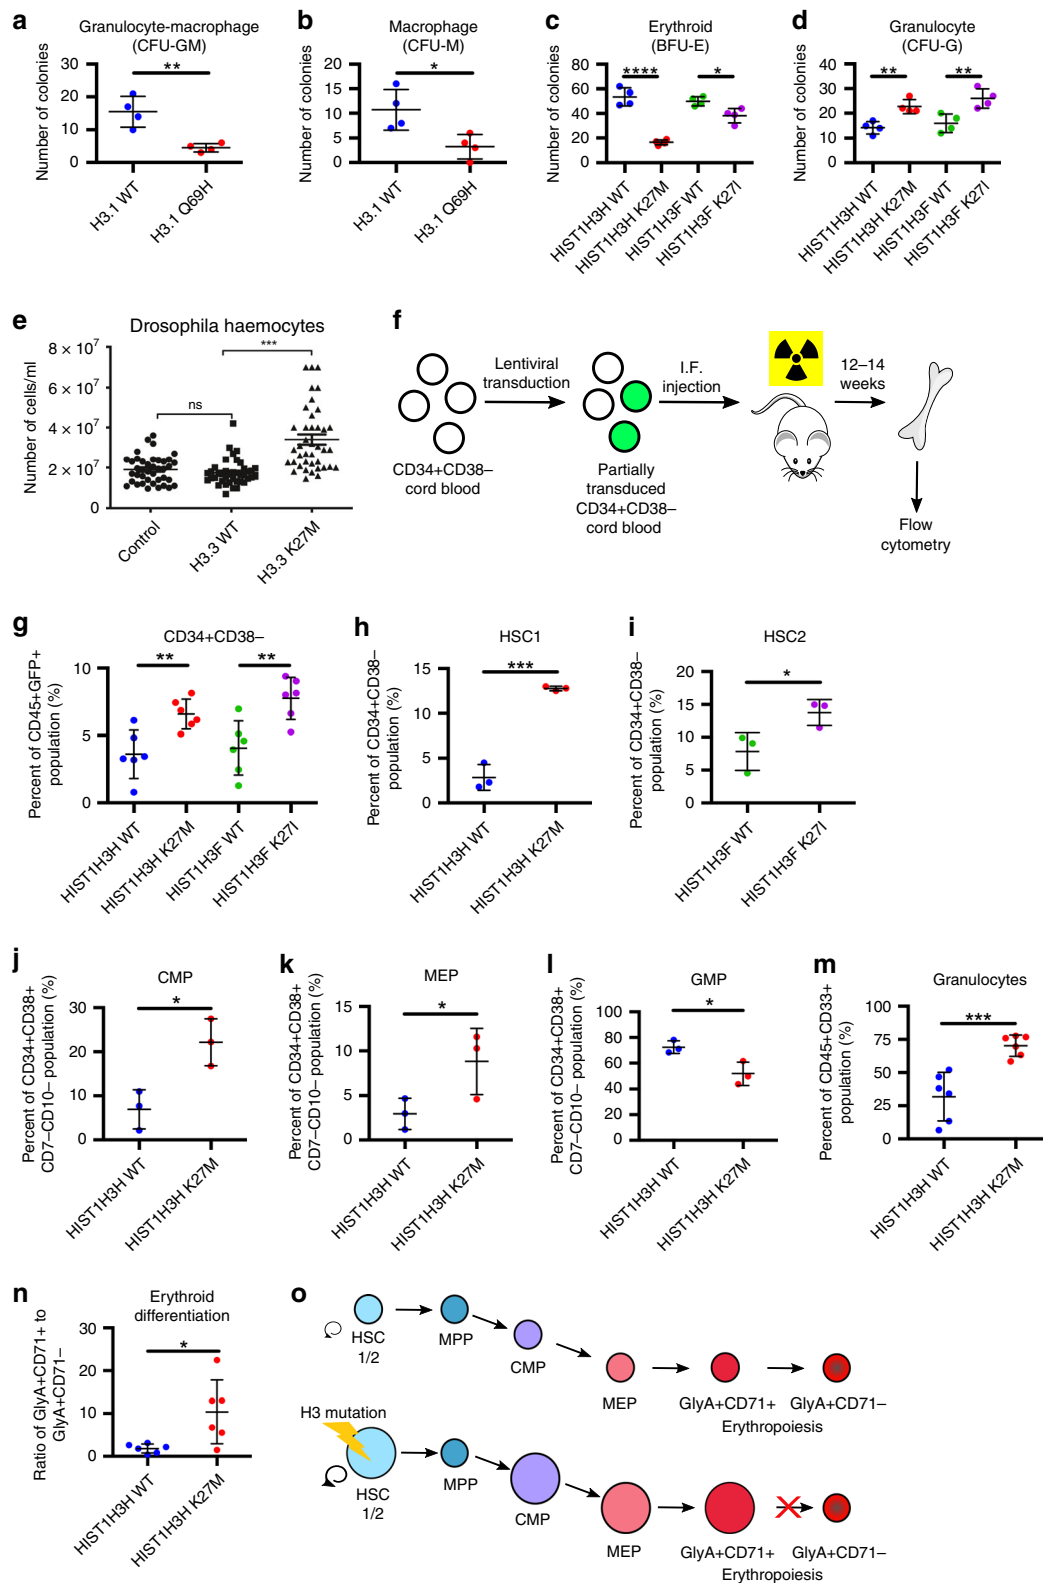 a
Granulocyte-macrophage
(CFU-GM)
Number of colonies
30
20
10
0
**
H3.1 WT
H3.1 Q69H
b
Macrophage
(CFU-M)
Number of colonies
20
15
10
5
0
*
H3.1 WT
H3.1 Q69H
c
Erythroid
(BFU-E)
Number of colonies
80
60
40
20
0
****
*
HIST1H3H WT
HIST1H3H K27M
HIST1H3F WT
HIST1H3F K27I
d
Granulocyte
(CFU-G)
Number of colonies
40
30
20
10
0
**
**
HIST1H3H WT
HIST1H3H K27M
HIST1H3F WT
HIST1H3F K27I
e
Drosophila haemocytes
Number of cells/ml
8 × 10⁷
6 × 10⁷
4 × 10⁷
2 × 10⁷
0
ns
***
Control
H3.3 WT
H3.3 K27M
f
CD34+CD38–
cord blood
Lentiviral
transduction
Partially
transduced
CD34+CD38–
cord blood
I.F.
injection
12–14
weeks
Flow
cytometry
g
CD34+CD38–
Percent of CD45+GFP+
population (%)
10
5
0
**
**
HIST1H3H WT
HIST1H3H K27M
HIST1H3F WT
HIST1H3F K27I
h
HSC1
Percent of CD34+CD38–
population (%)
15
10
5
0
***
HIST1H3H WT
HIST1H3H K27M
i
HSC2
Percent of CD34+CD38–
population (%)
20
15
10
5
0
*
HIST1H3F WT
HIST1H3F K27I
j
CMP
Percent of CD34+CD38+
CD7–CD10– population (%)
30
20
10
0
*
HIST1H3H WT
HIST1H3H K27M
k
MEP
Percent of CD34+CD38+
CD7–CD10– population (%)
15
10
5
0
*
HIST1H3H WT
HIST1H3H K27M
l
GMP
Percent of CD34+CD38+
CD7–CD10– population (%)
100
80
60
40
20
0
*
HIST1H3H WT
HIST1H3H K27M
m
Granulocytes
Percent of CD45+CD33+
population (%)
100
75
50
25
0
***
HIST1H3H WT
HIST1H3H K27M
n
Erythroid
differentiation
Ratio of GlyA+CD71+ to
GlyA+CD71–
30
20
10
0
*
HIST1H3H WT
HIST1H3H K27M
o
HSC
1/2
MPP
CMP
MEP
GlyA+CD71+
GlyA+CD71–
Erythropoiesis
H3 mutation
HSC
1/2
MPP
CMP
MEP
GlyA+CD71+
GlyA+CD71–
Erythropoiesis